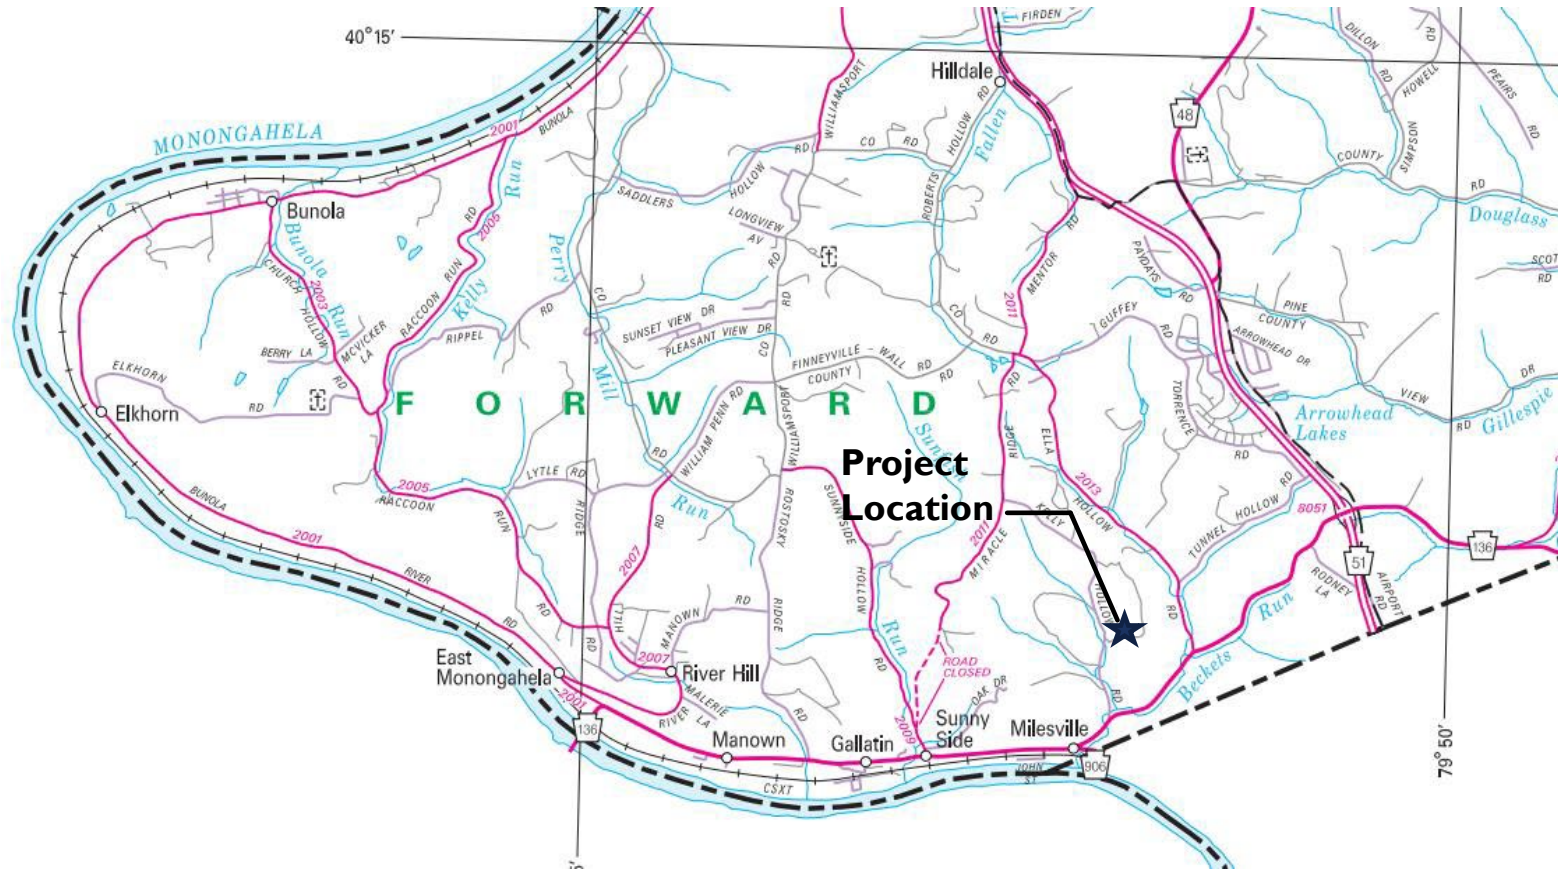 40°15′
MONONGAHELA
2001
BUNOLA
Bunola
Bunola
Run
CHURCH
2003
HOLLOW
RD
BERRY LA
MCVICKER
LA
ELKHORN
RD
Elkhorn
RACCOON
RUN
RD
2005
Kelly
Run
RIPPEL
RD
Perry
Mill
Run
SADDLERS
HOLLOW
RD
WILLIAMSPORT
CO RD
LONGVIEW
AV
RD
CO
SUNSET VIEW DR
PLEASANT VIEW DR
RD
CO
WILLIAMSPORT
FINNEYVILLE – WALL
COUNTY
RD
RD
Hilldale
FIRDEN
Fallen
ROBERTS
HOLLOW
RD
CO
RD
MENTOR
RD
2011
48
DILLON
RD
HOWELL
RD
PEAIRS
RD
SIMPSON
COUNTY
RD
Douglass
SCOT
RD
PAYDAYS
RD
PINE
COUNTY
GUFFEY
RD
ARROWHEAD DR
Arrowhead
Lakes
VIEW
RD
DR
Gillespie
TORRENCE
RD
FORWARD
WILLIAM PENN
RD
RD
LYTLE
RD
RIDGE
RD
2005
RACCOON
RUN
RD
BUNOLA
2001
RIVER
RD
2007
RD
HILL
2007
MANOWN
RD
ROSTOSKY
RIDGE
RD
SUNNYSIDE
HOLLOW
RD
Run
RD
RIDGE
2011
MIRACLE
ELLA
HOLLOW
2013
RD
KELLY
HOLLOW
RD
Project
Location
TUNNEL HOLLOW
RD
8051
136
51
RODNEY
LA
AIRPORT
RD
Beckets
Run
ROAD
CLOSED
OAK DR
2009
East
Monongahela
2001
136
River Hill
MALERIE
LA
RIVER
Manown
Gallatin
Sunny
Side
Milesville
906
JOHN
ST
CSXT
79°50′